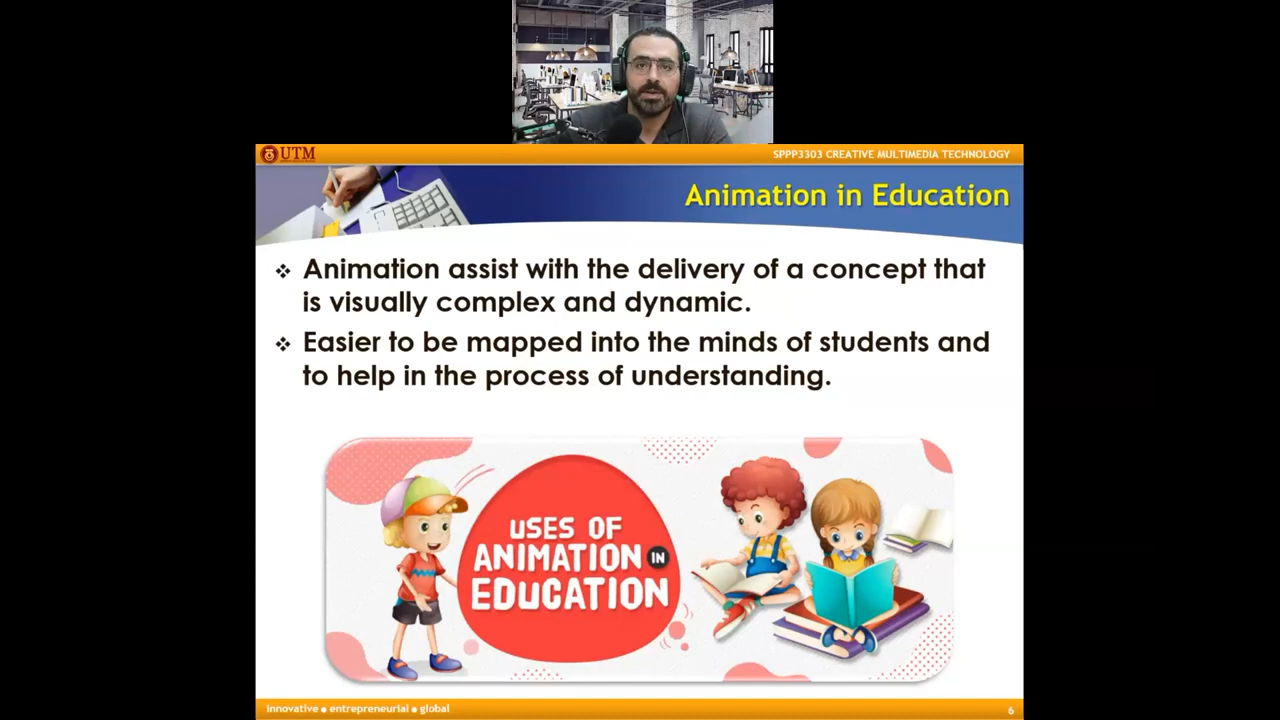 UTM
SPPP3303 CREATIVE MULTIMEDIA TECHNOLOGY
Animation in Education
❖ Animation assist with the delivery of a concept that
is visually complex and dynamic.
❖ Easier to be mapped into the minds of students and
to help in the process of understanding.
USES OF
ANIMATION IN
EDUCATION
innovative ● entrepreneurial ● global
6